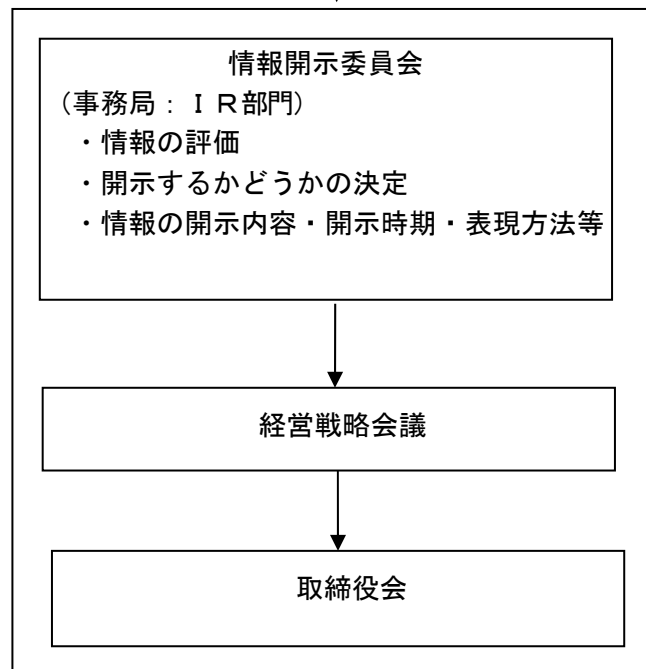 情報開示委員会
（事務局：ＩＲ部門）
・情報の評価
・開示するかどうかの決定
・情報の開示内容・開示時期・表現方法等
経営戦略会議
取締役会